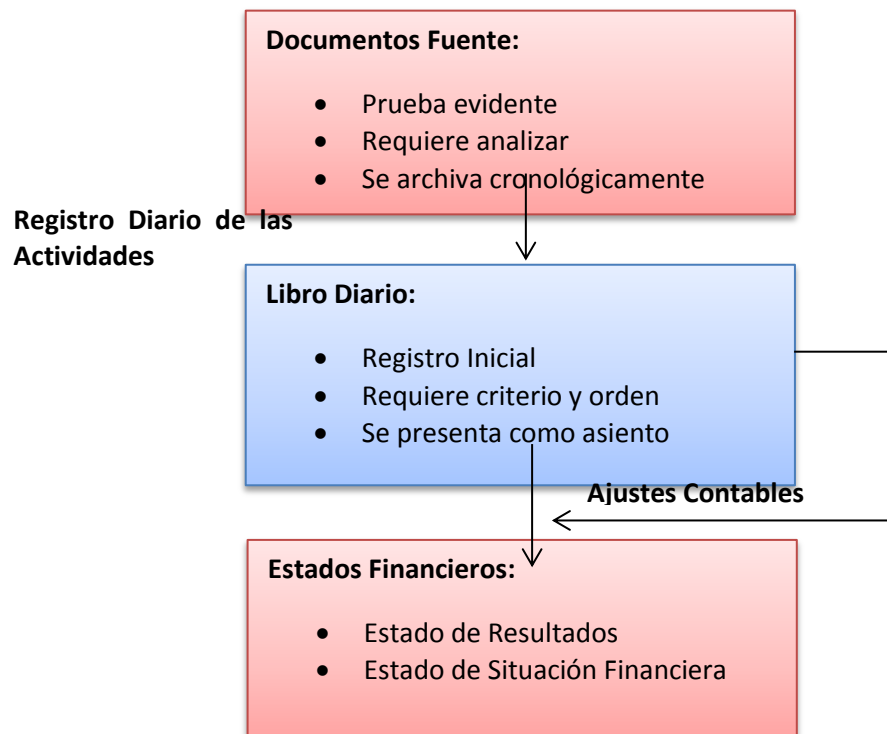 Documentos Fuente:
• Prueba evidente
• Requiere analizar
• Se archiva cronológicamente
Registro Diario de las
Actividades
Libro Diario:
• Registro Inicial
• Requiere criterio y orden
• Se presenta como asiento
Ajustes Contables
Estados Financieros:
• Estado de Resultados
• Estado de Situación Financiera